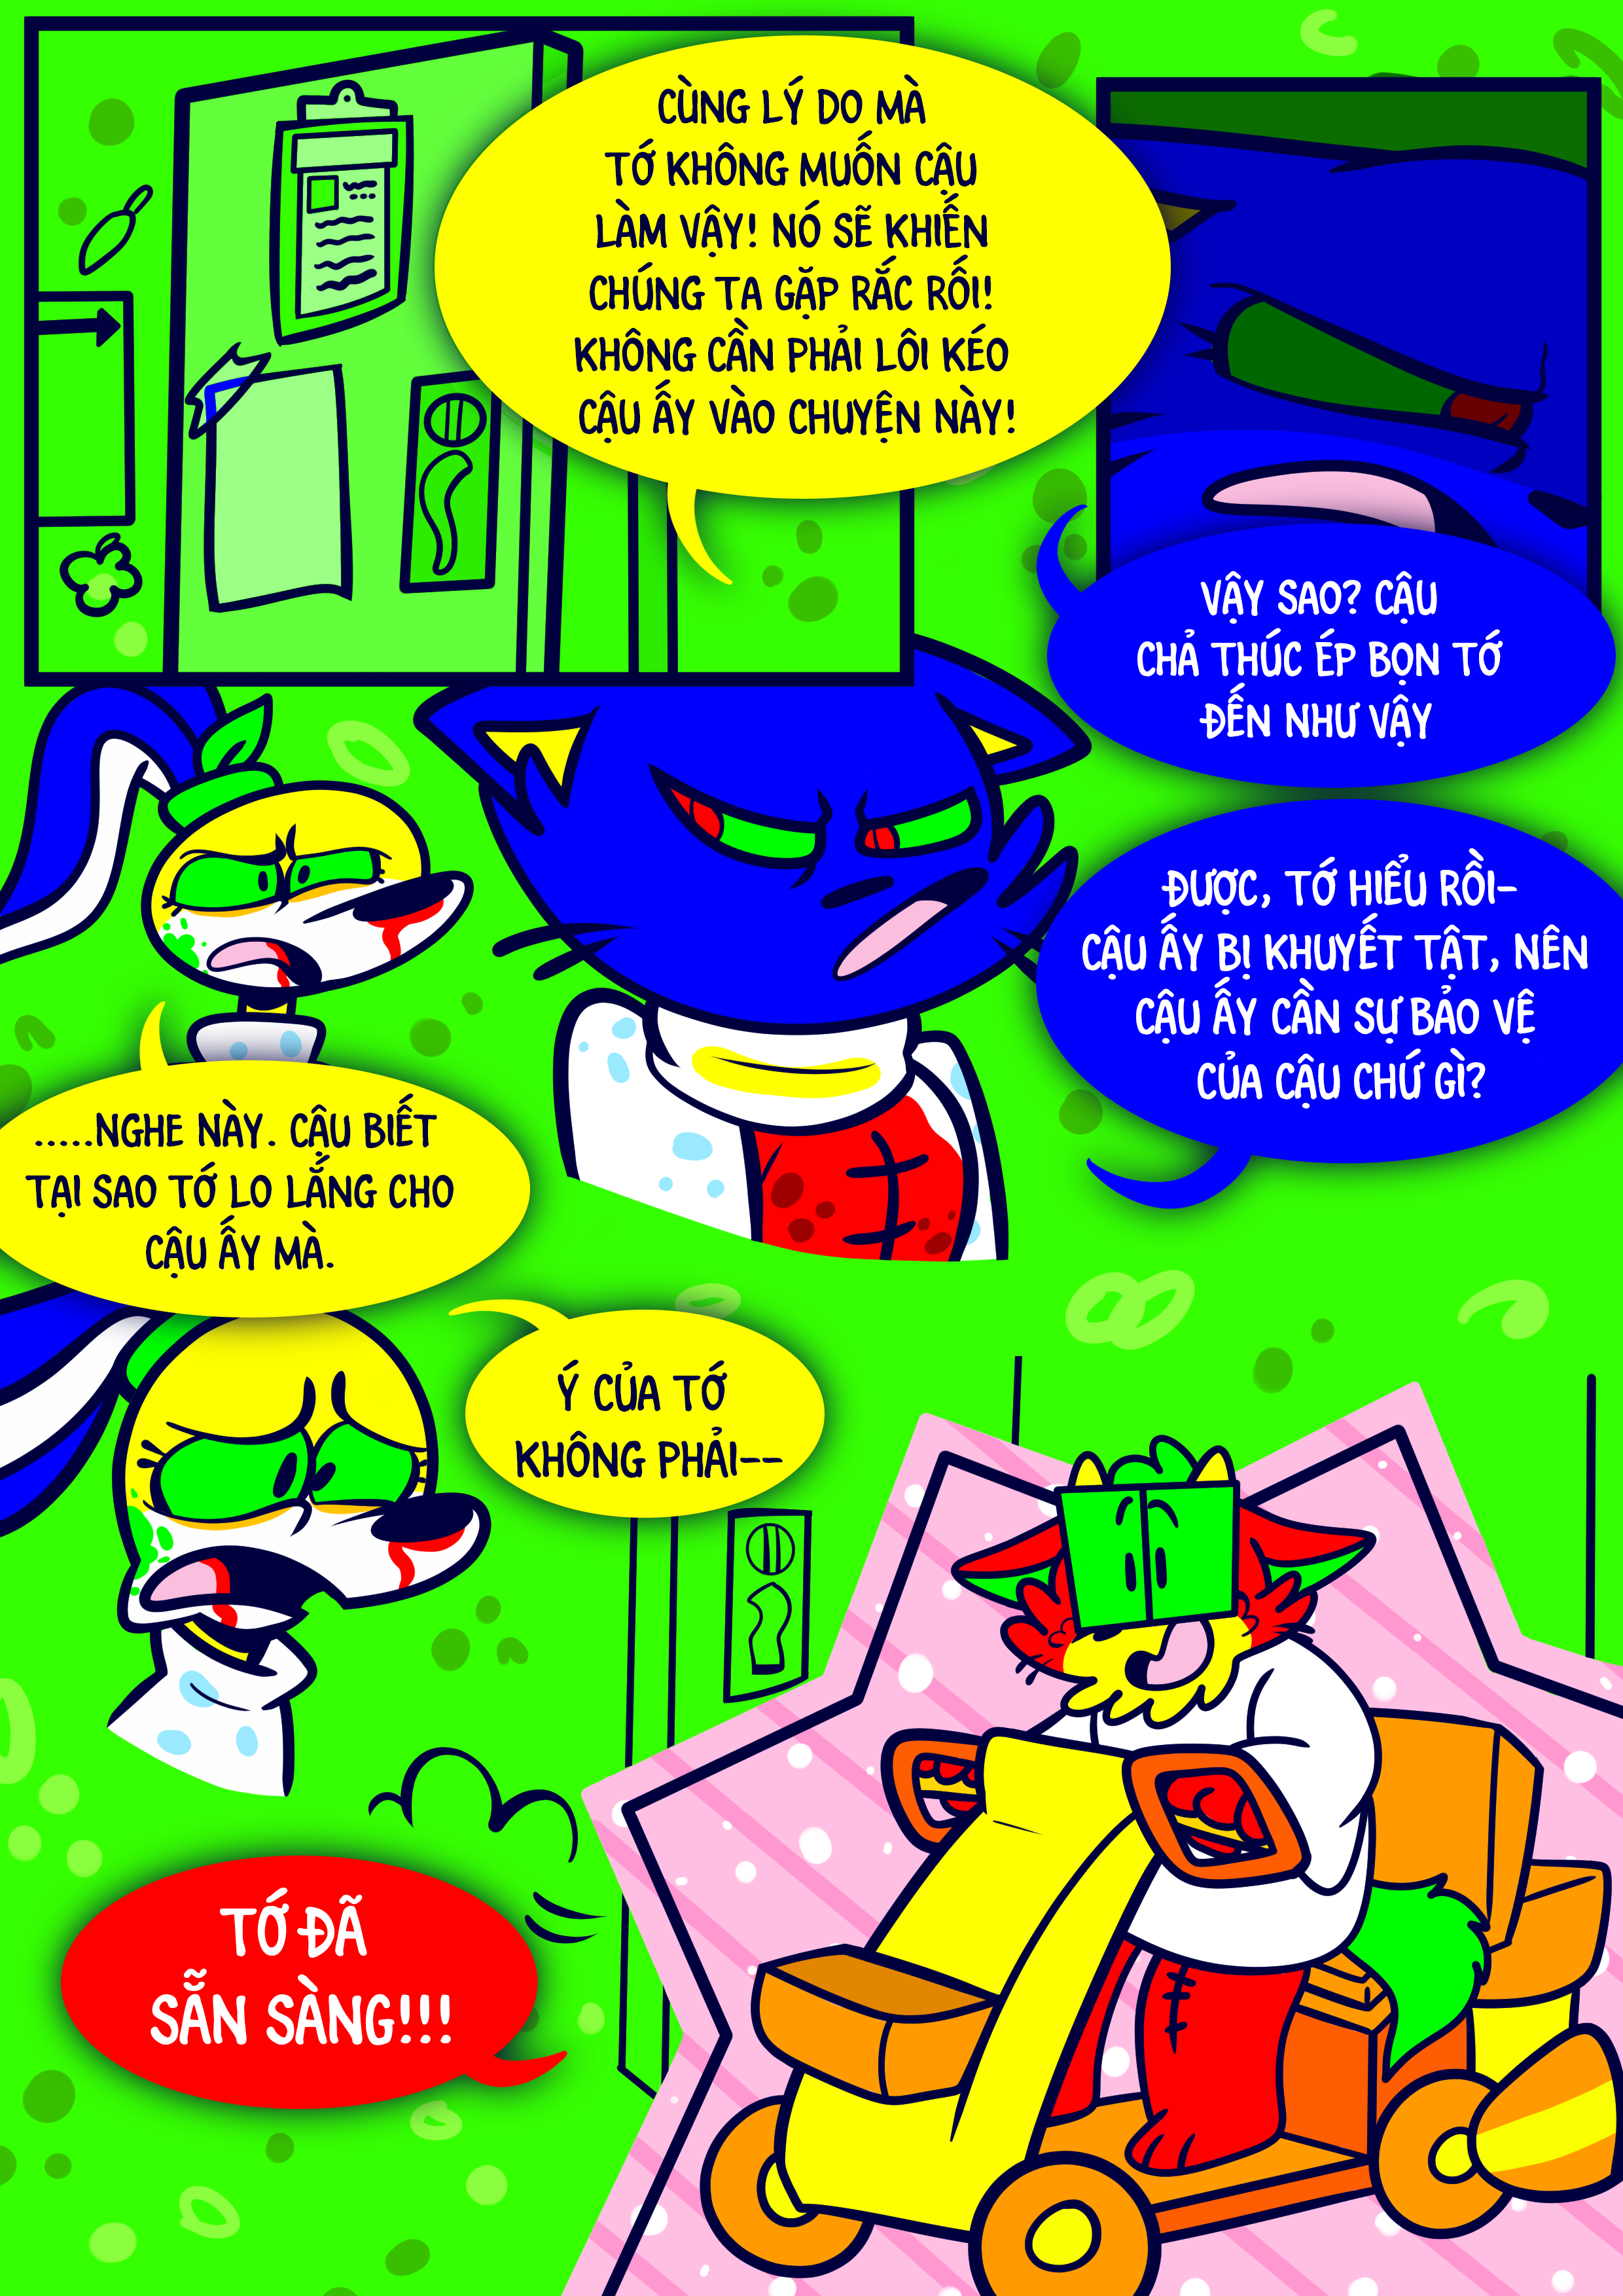 CÙNG LÝ DO MÀ
TỚ KHÔNG MUỐN CẬU
LÀM VẬY! NÓ SẼ KHIẾN
CHÚNG TA GẶP RẮC RỐI!
KHÔNG CẦN PHẢI LÔI KÉO
CẬU ẤY VÀO CHUYỆN NÀY!
VẬY SAO? CẬU
CHẢ THÚC ÉP BỌN TỚ
ĐẾN NHƯ VẬY
ĐƯỢC, TỚ HIỂU RỒI-
CẬU ẤY BỊ KHUYẾT TẬT, NÊN
CẬU ẤY CẦN SỰ BẢO VỆ
CỦA CẬU CHỨ GÌ?
.....NGHE NÀY. CẬU BIẾT
TẠI SAO TỚ LO LẮNG CHO
CẬU ẤY MÀ.
Ý CỦA TỚ
KHÔNG PHẢI--
TỚ ĐÃ
SẴN SÀNG!!!